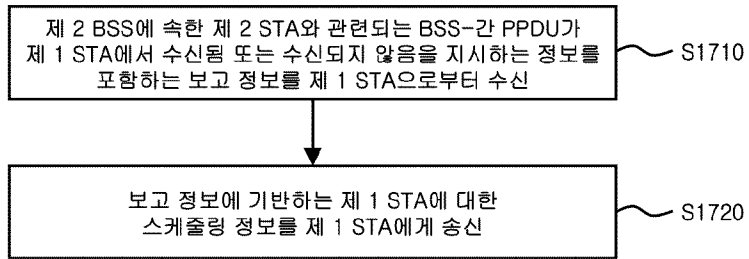 제 2 BSS에 속한 제 2 STA와 관련되는 BSS-간 PPDU가
제 1 STA에서 수신됨 또는 수신되지 않음을 지시하는 정보를
포함하는 보고 정보를 제 1 STA으로부터 수신
S1710
보고 정보에 기반하는 제 1 STA에 대한
스케줄링 정보를 제 1 STA에게 송신
S1720